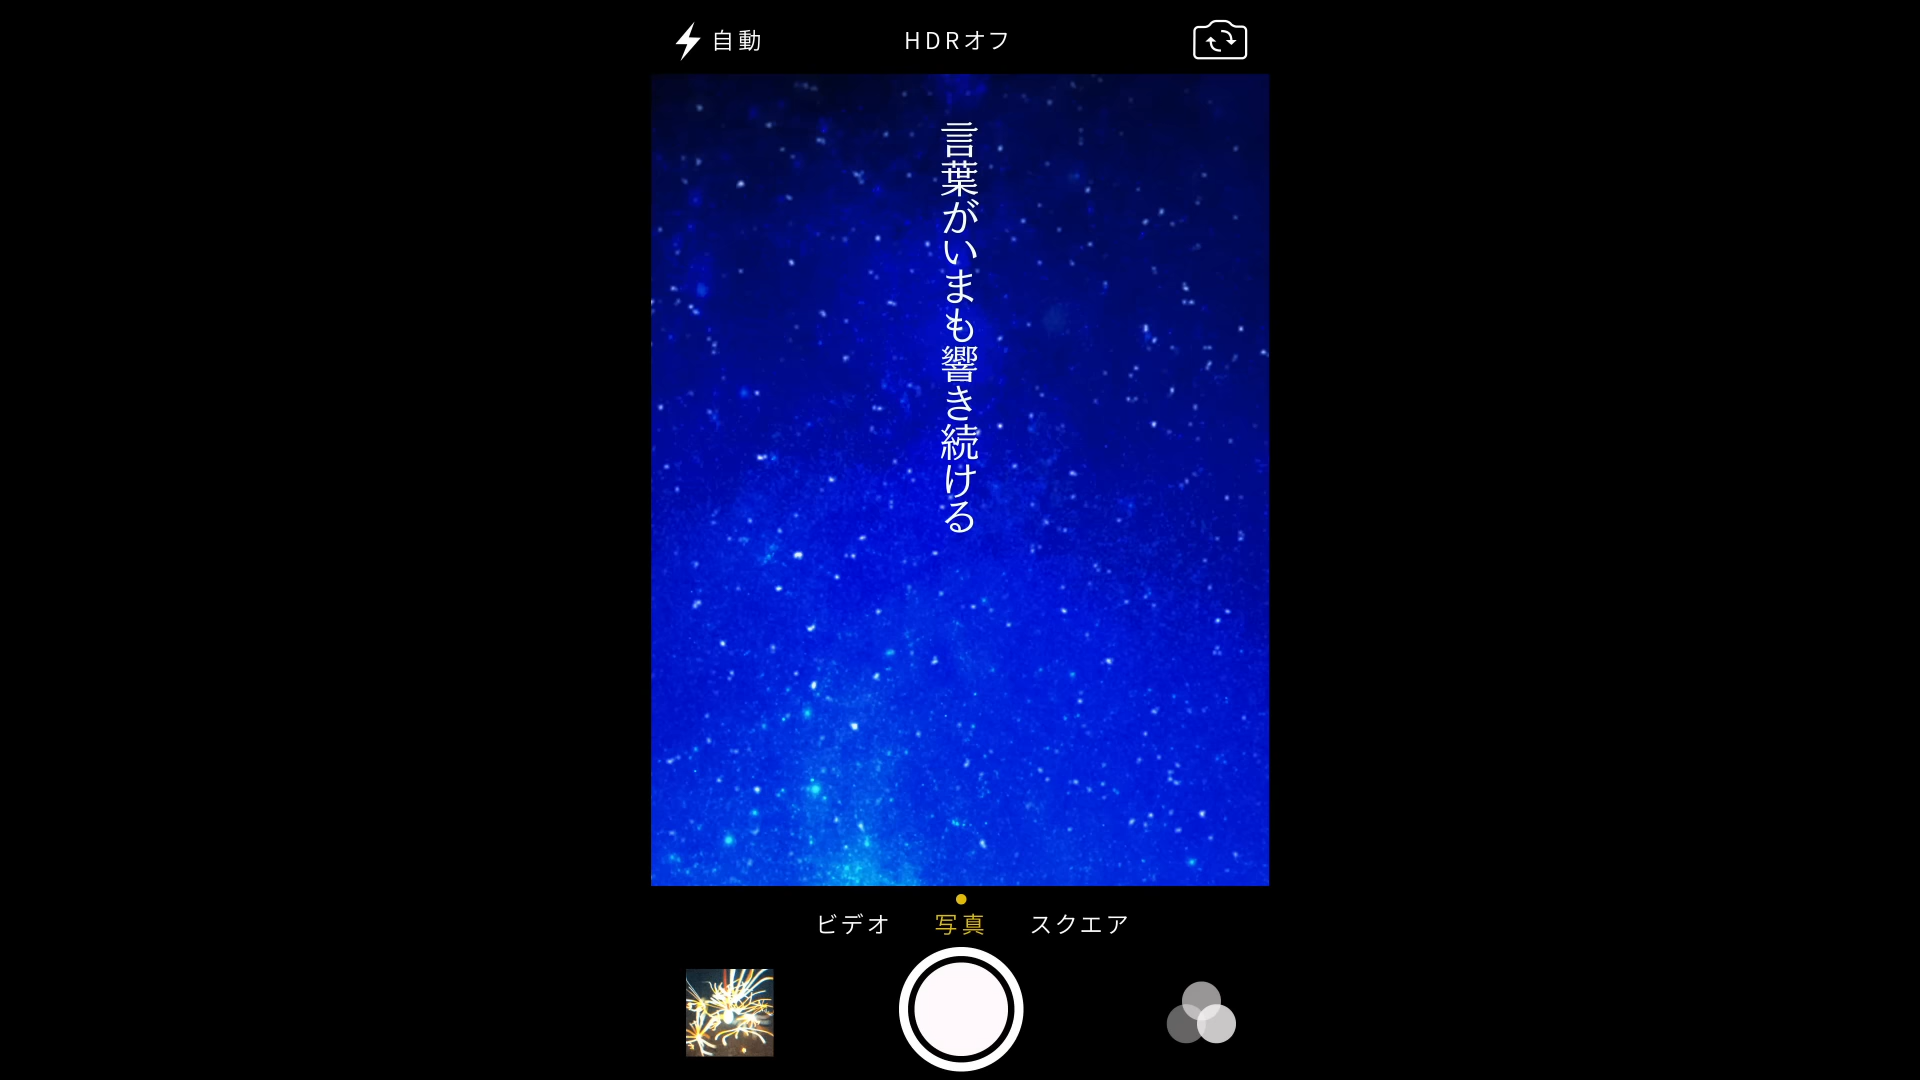 自動
HDRオフ
言葉がいまも響き続ける
ビデオ
写真
スクエア